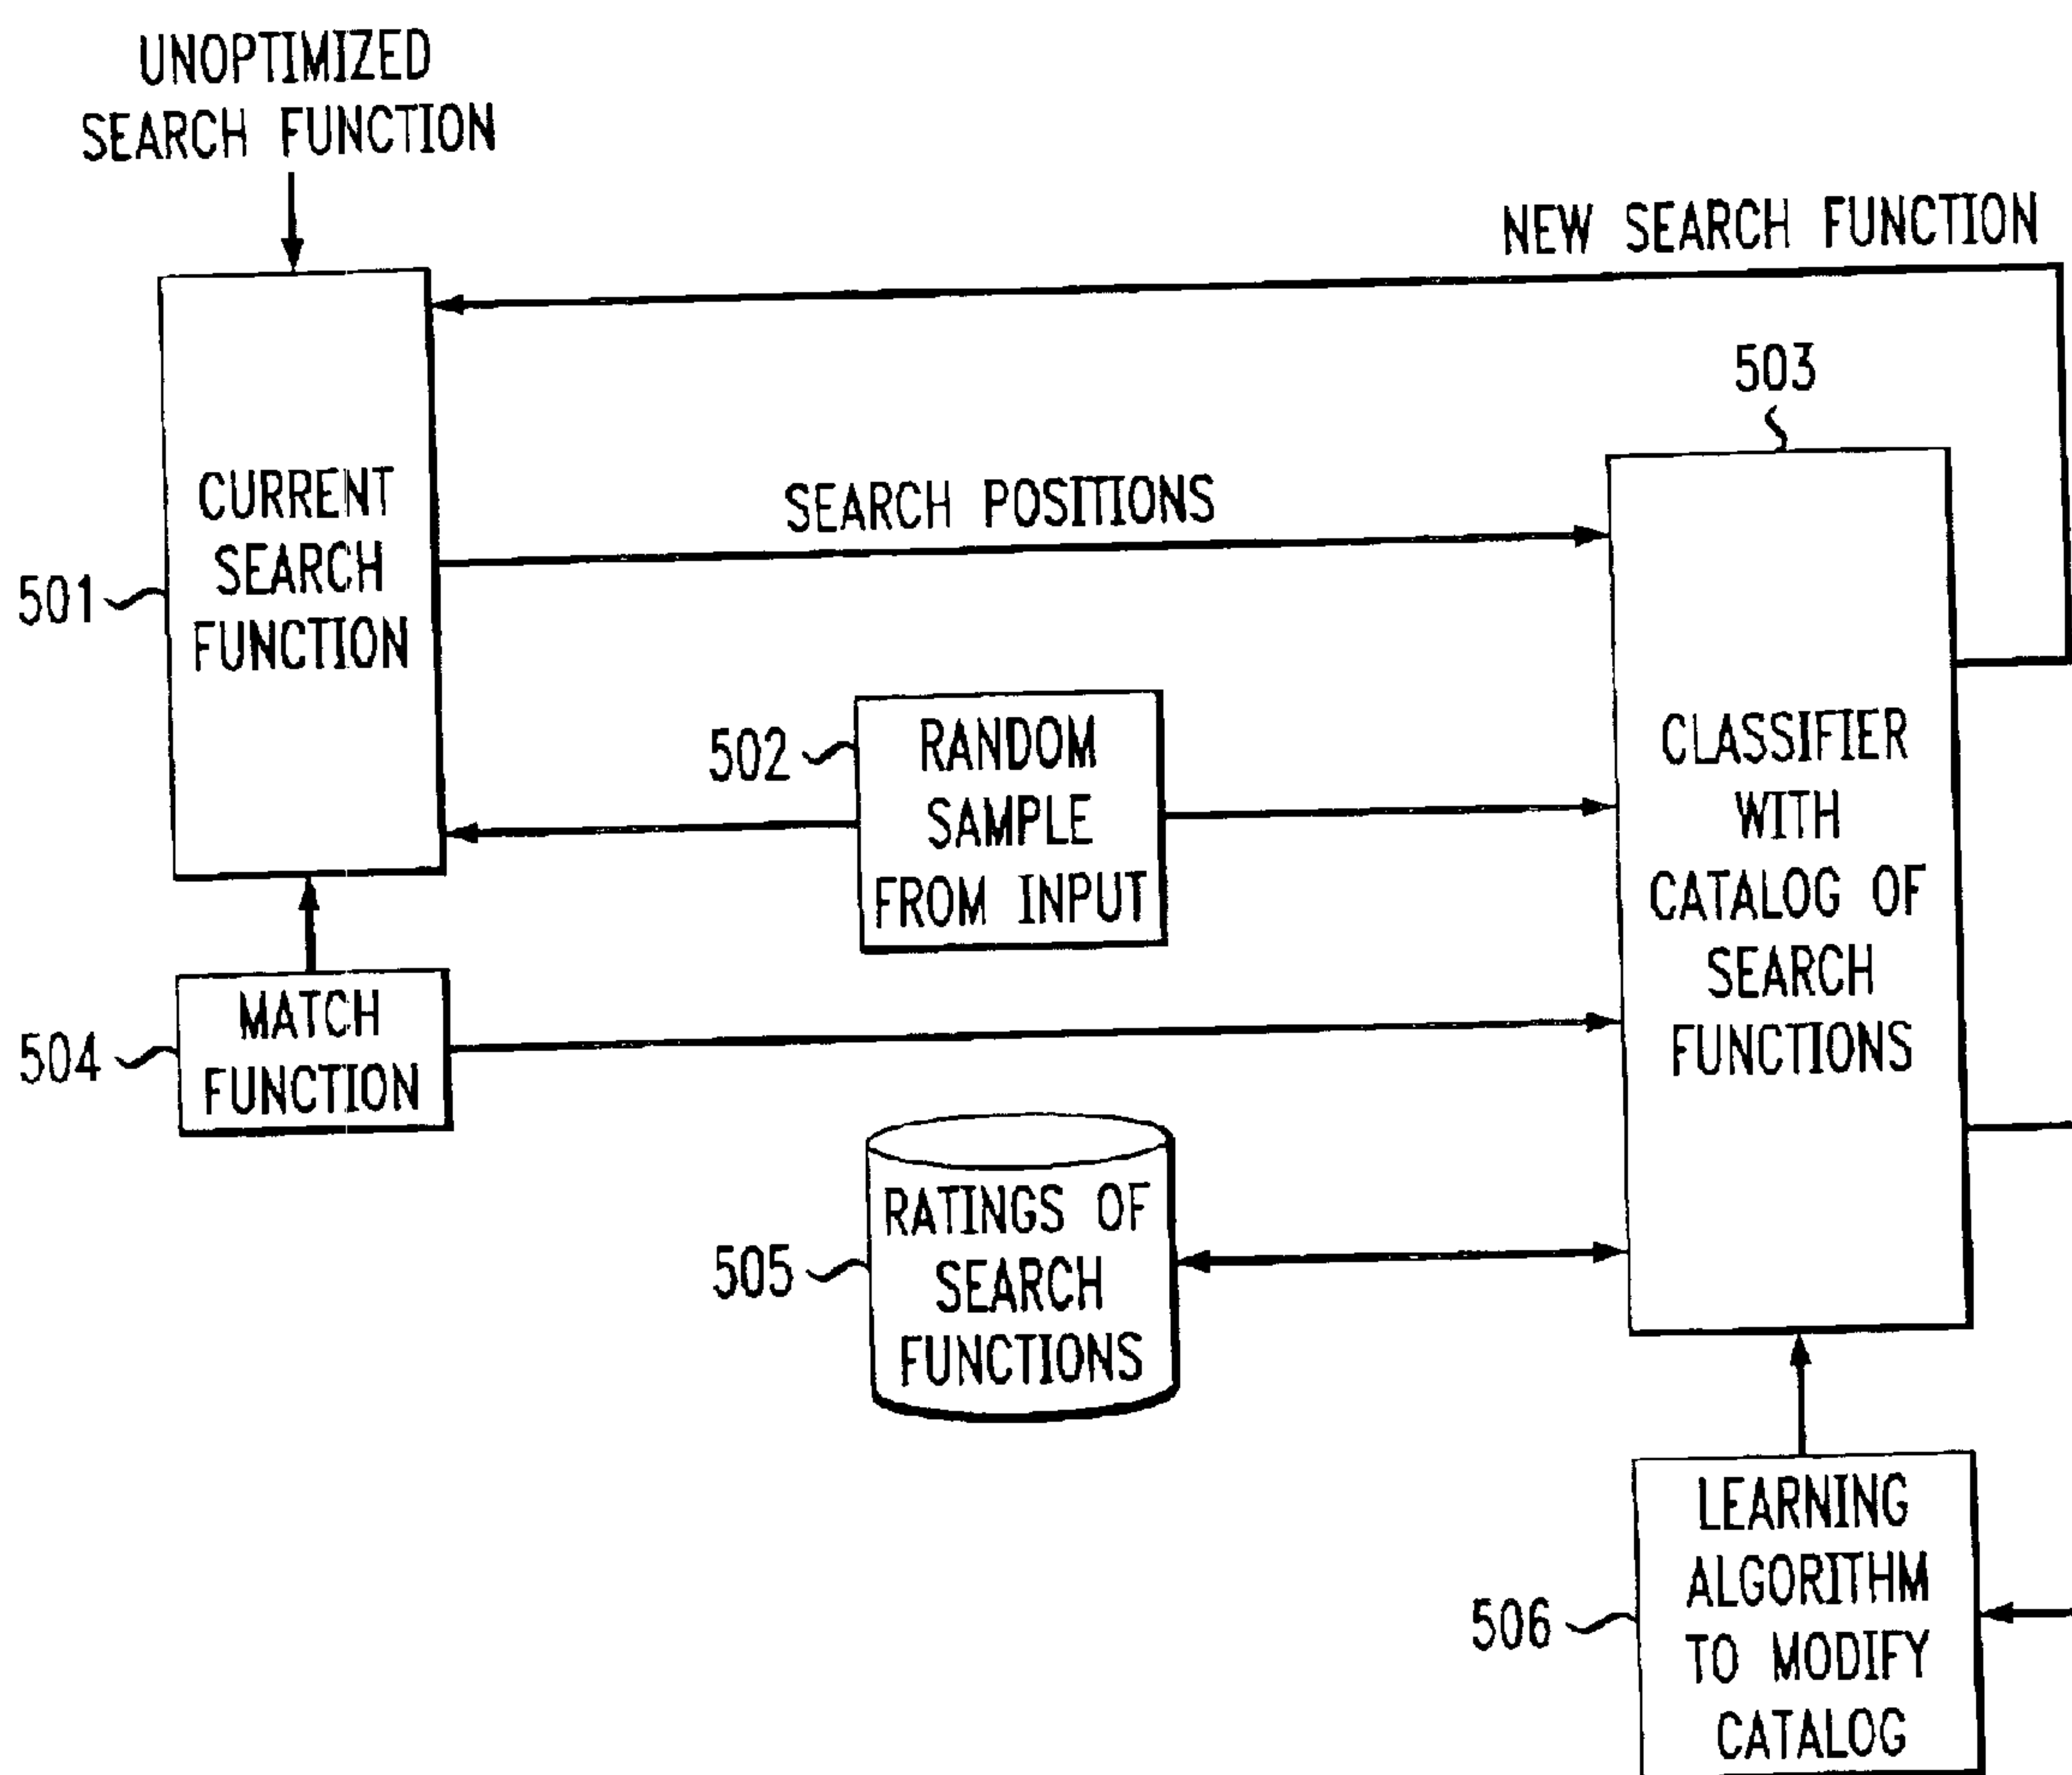 UNOPTIMIZED
SEARCH FUNCTION
NEW SEARCH FUNCTION
503
SEARCH POSITIONS
CURRENT
SEARCH
FUNCTION
501
502
RANDOM
SAMPLE
FROM INPUT
CLASSIFIER
WITH
CATALOG OF
SEARCH
FUNCTIONS
MATCH
FUNCTION
504
RATINGS OF
SEARCH
FUNCTIONS
505
LEARNING
ALGORITHM
TO MODIFY
CATALOG
506